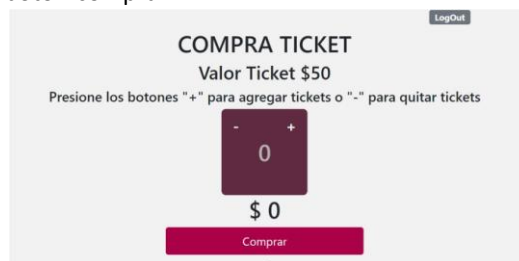 LogOut
COMPRA TICKET
Valor Ticket $50
Presione los botones "+" para agregar tickets o "-" para quitar tickets
- +
0
$ 0
Comprar